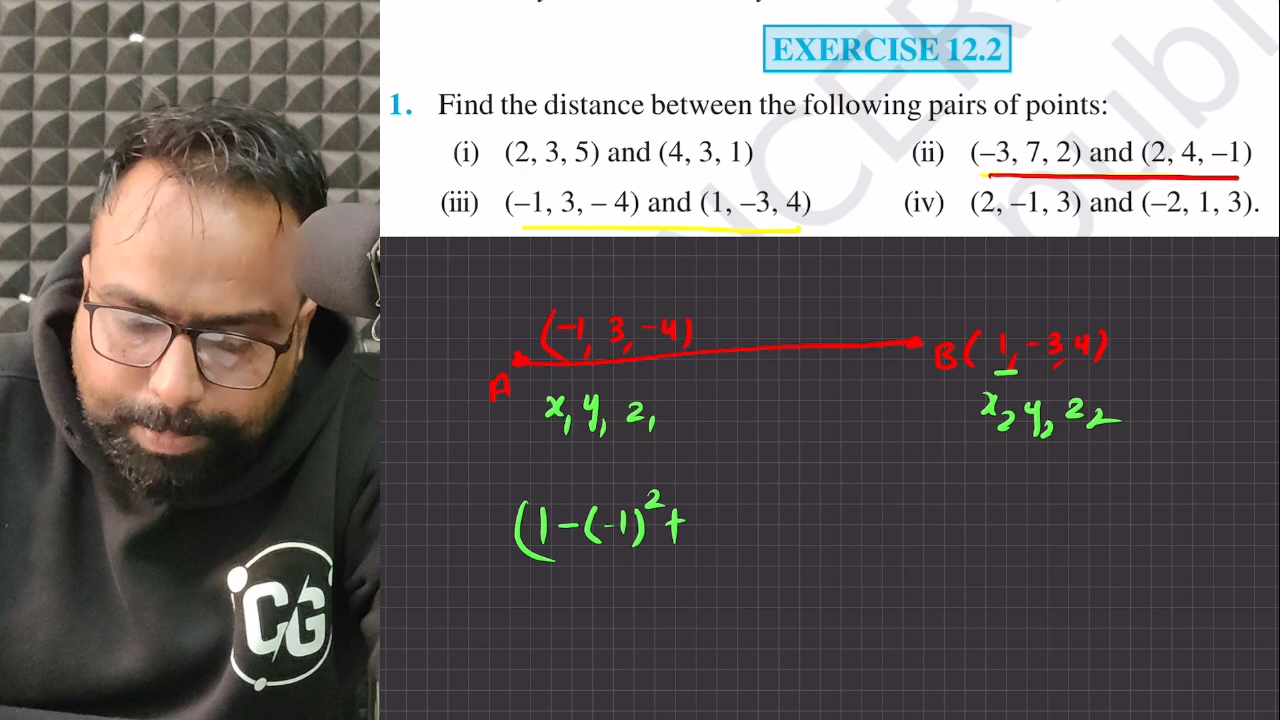 EXERCISE 12.2
1. Find the distance between the following pairs of points:
(i) (2, 3, 5) and (4, 3, 1) (ii) (–3, 7, 2) and (2, 4, –1)
(iii) (–1, 3, – 4) and (1, –3, 4) (iv) (2, –1, 3) and (–2, 1, 3).
(-1, 3, -4)
A
B (1, -3, 4)
x₁ y₁ z₁
x₂ y₂ z₂
(1-(-1)² +
CG